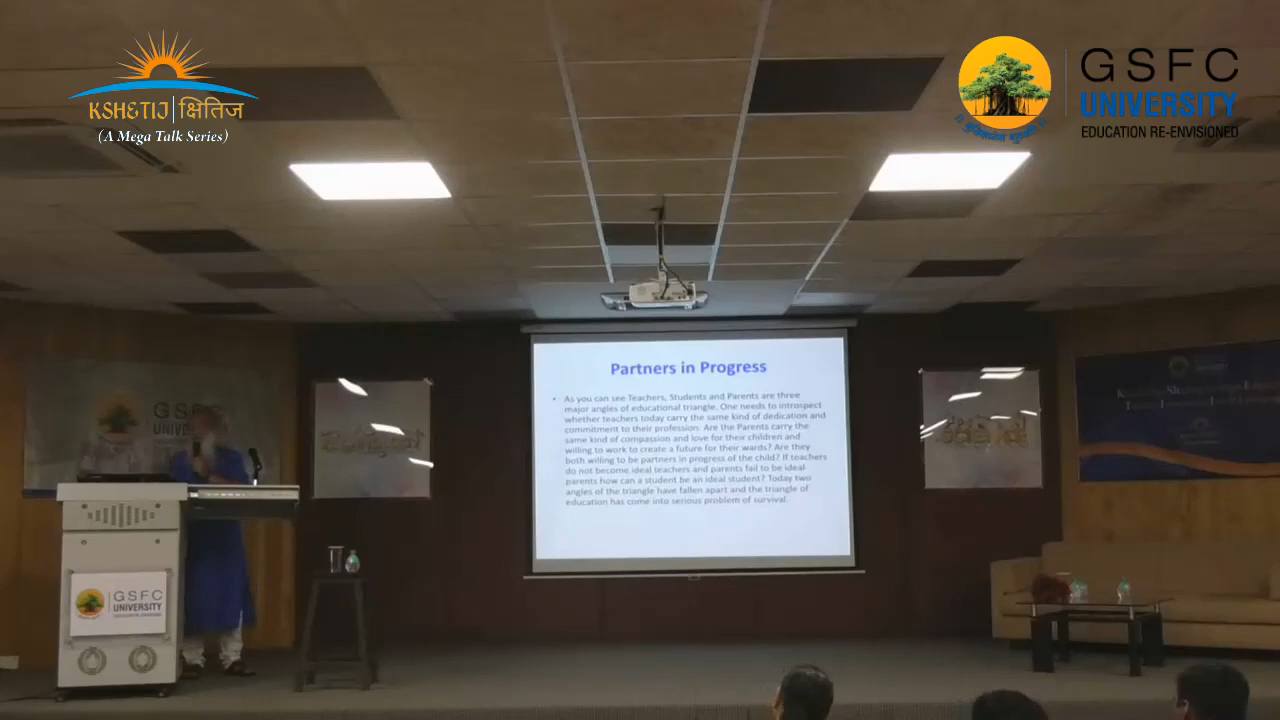 KSHETIJ | क्षितिज
(A Mega Talk Series)
GSFC
UNIVERSITY
EDUCATION RE-ENVISIONED
Partners in Progress
• As you can see Teachers, Students and Parents are three
major angles of educational triangle. One needs to introspect
whether teachers today carry the same kind of dedication and
commitment to their profession. Are the Parents carry the
same kind of compassion and love for their children and
willing to work to create a future for their wards? Are they
both willing to be partners in progress of the child? If teachers
do not become ideal teachers and parents fail to be ideal
parents how can a student be an ideal student? Today two
angles of the triangle have fallen apart and the triangle of
education has come into serious problem of survival.
GSFC
GSFC
UNIVERSITY
EDUCATION RE-ENVISIONED